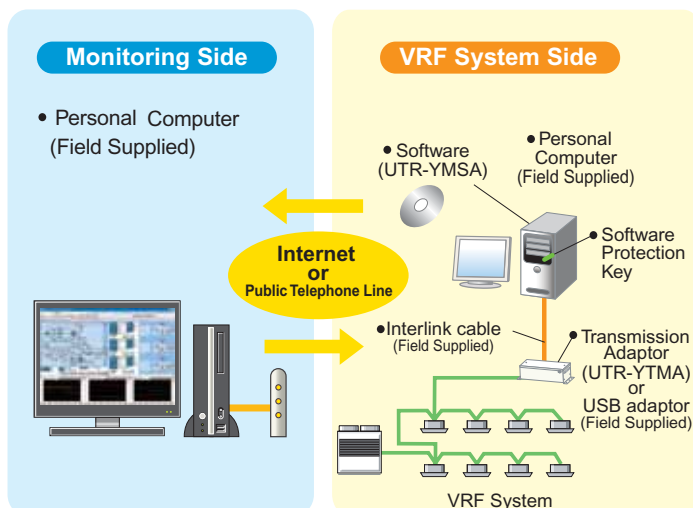 Monitoring Side
• Personal Computer
(Field Supplied)
Internet
or
Public Telephone Line
VRF System Side
• Software
(UTR-YMSA)
• Personal
Computer
(Field Supplied)
• Software
Protection
Key
• Interlink cable
(Field Supplied)
• Transmission
Adaptor
(UTR-YTMA)
or
USB adaptor
(Field Supplied)
VRF System